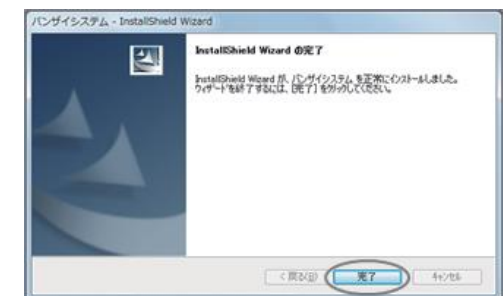 バンザイシステム - InstallShield Wizard
InstallShield Wizard の完了
InstallShield Wizard が、バンザイシステム を正常にインストールしました。
ウィザードを終了するには、[完了] をクリックしてください。
< 戻る(B)
完了
キャンセル